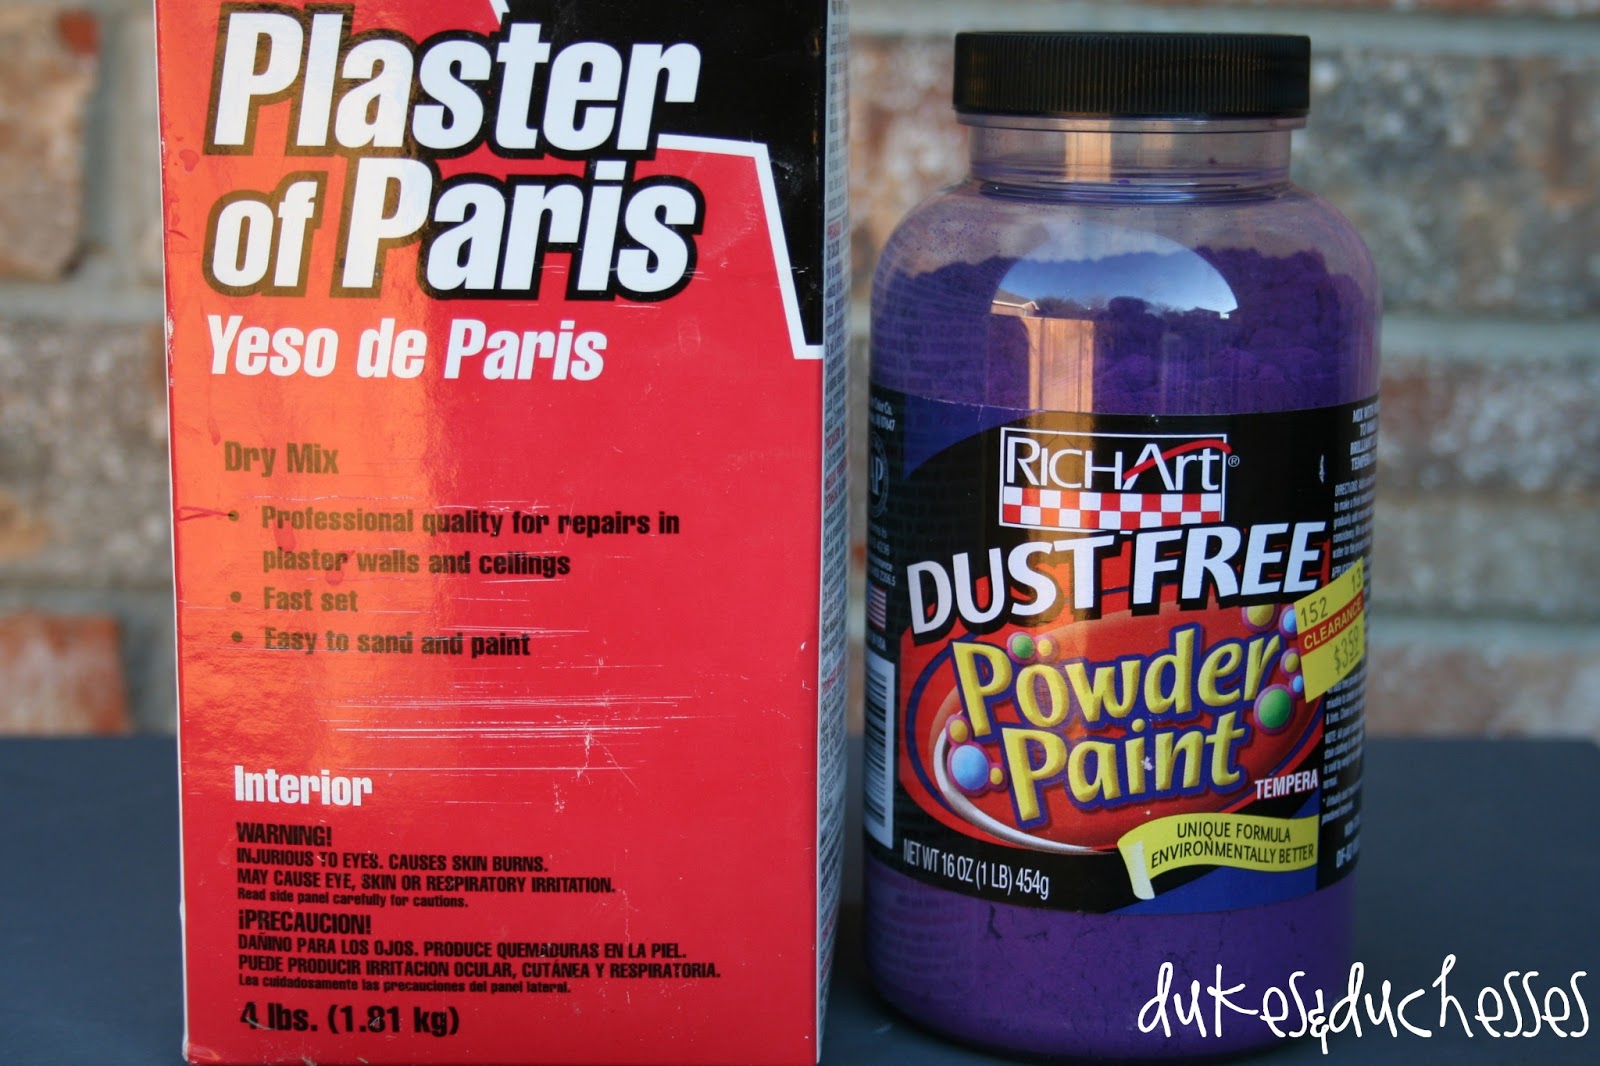 Plaster
of Paris
Yeso de Paris
Dry Mix
• Professional quality for repairs in
plaster walls and ceilings
• Fast set
• Easy to sand and paint
Interior
WARNING!
INJURIOUS TO EYES. CAUSES SKIN BURNS.
MAY CAUSE EYE, SKIN OR RESPIRATORY IRRITATION.
Read side panel carefully for cautions.
¡PRECAUCION!
DAÑINO PARA LOS OJOS. PRODUCE QUEMADURAS EN LA PIEL.
PUEDE PRODUCIR IRRITACION OCULAR, CUTÁNEA Y RESPIRATORIA.
Lea cuidadosamente las precauciones del panel lateral.
4 lbs. (1.81 kg)
RICHART®
DUST FREE
Powder
Paint
TEMPERA
UNIQUE FORMULA
ENVIRONMENTALLY BETTER
NET WT 16 OZ (1 LB) 454g
152 13
CLEARANCE
$3.59
dukes&duchesses